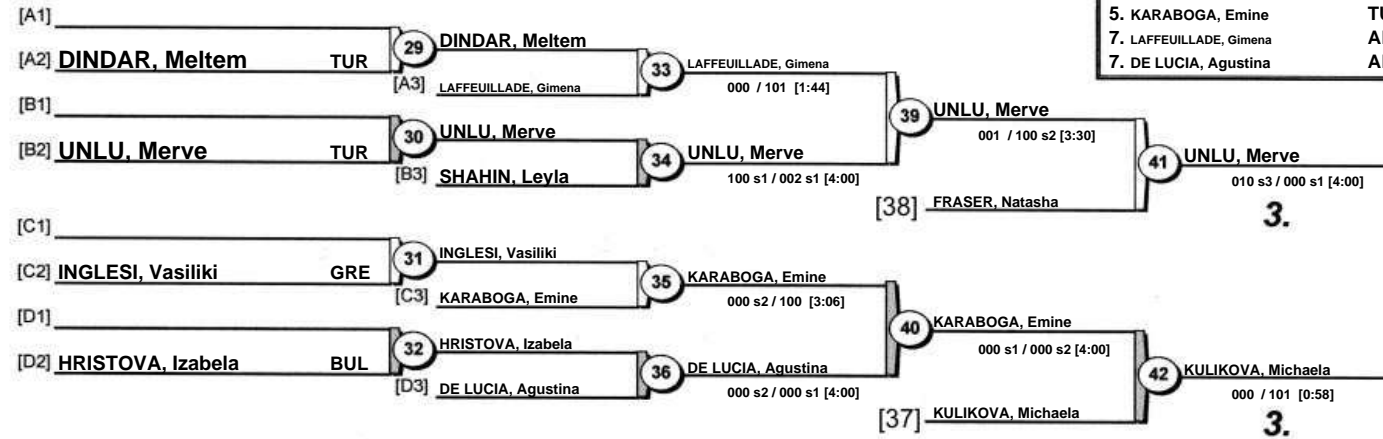 5. KARABOGA, Emine
7. LAFFEUILLADE, Gimena
7. DE LUCIA, Agustina
[A1]
[A2] DINDAR, Meltem TUR
29
DINDAR, Meltem
[A3] LAFFEUILLADE, Gimena
33
LAFFEUILLADE, Gimena
000 / 101 [1:44]
[B1]
[B2] UNLU, Merve TUR
30
UNLU, Merve
[B3] SHAHIN, Leyla
34
UNLU, Merve
100 s1 / 002 s1 [4:00]
39
UNLU, Merve
001 / 100 s2 [3:30]
[38] FRASER, Natasha
41
UNLU, Merve
010 s3 / 000 s1 [4:00]
3.
[C1]
[C2] INGLESI, Vasiliki GRE
31
INGLESI, Vasiliki
[C3] KARABOGA, Emine
35
KARABOGA, Emine
000 s2 / 100 [3:06]
[D1]
[D2] HRISTOVA, Izabela BUL
32
HRISTOVA, Izabela
[D3] DE LUCIA, Agustina
36
DE LUCIA, Agustina
000 s2 / 000 s1 [4:00]
40
KARABOGA, Emine
000 s1 / 000 s2 [4:00]
[37] KULIKOVA, Michaela
42
KULIKOVA, Michaela
000 / 101 [0:58]
3.